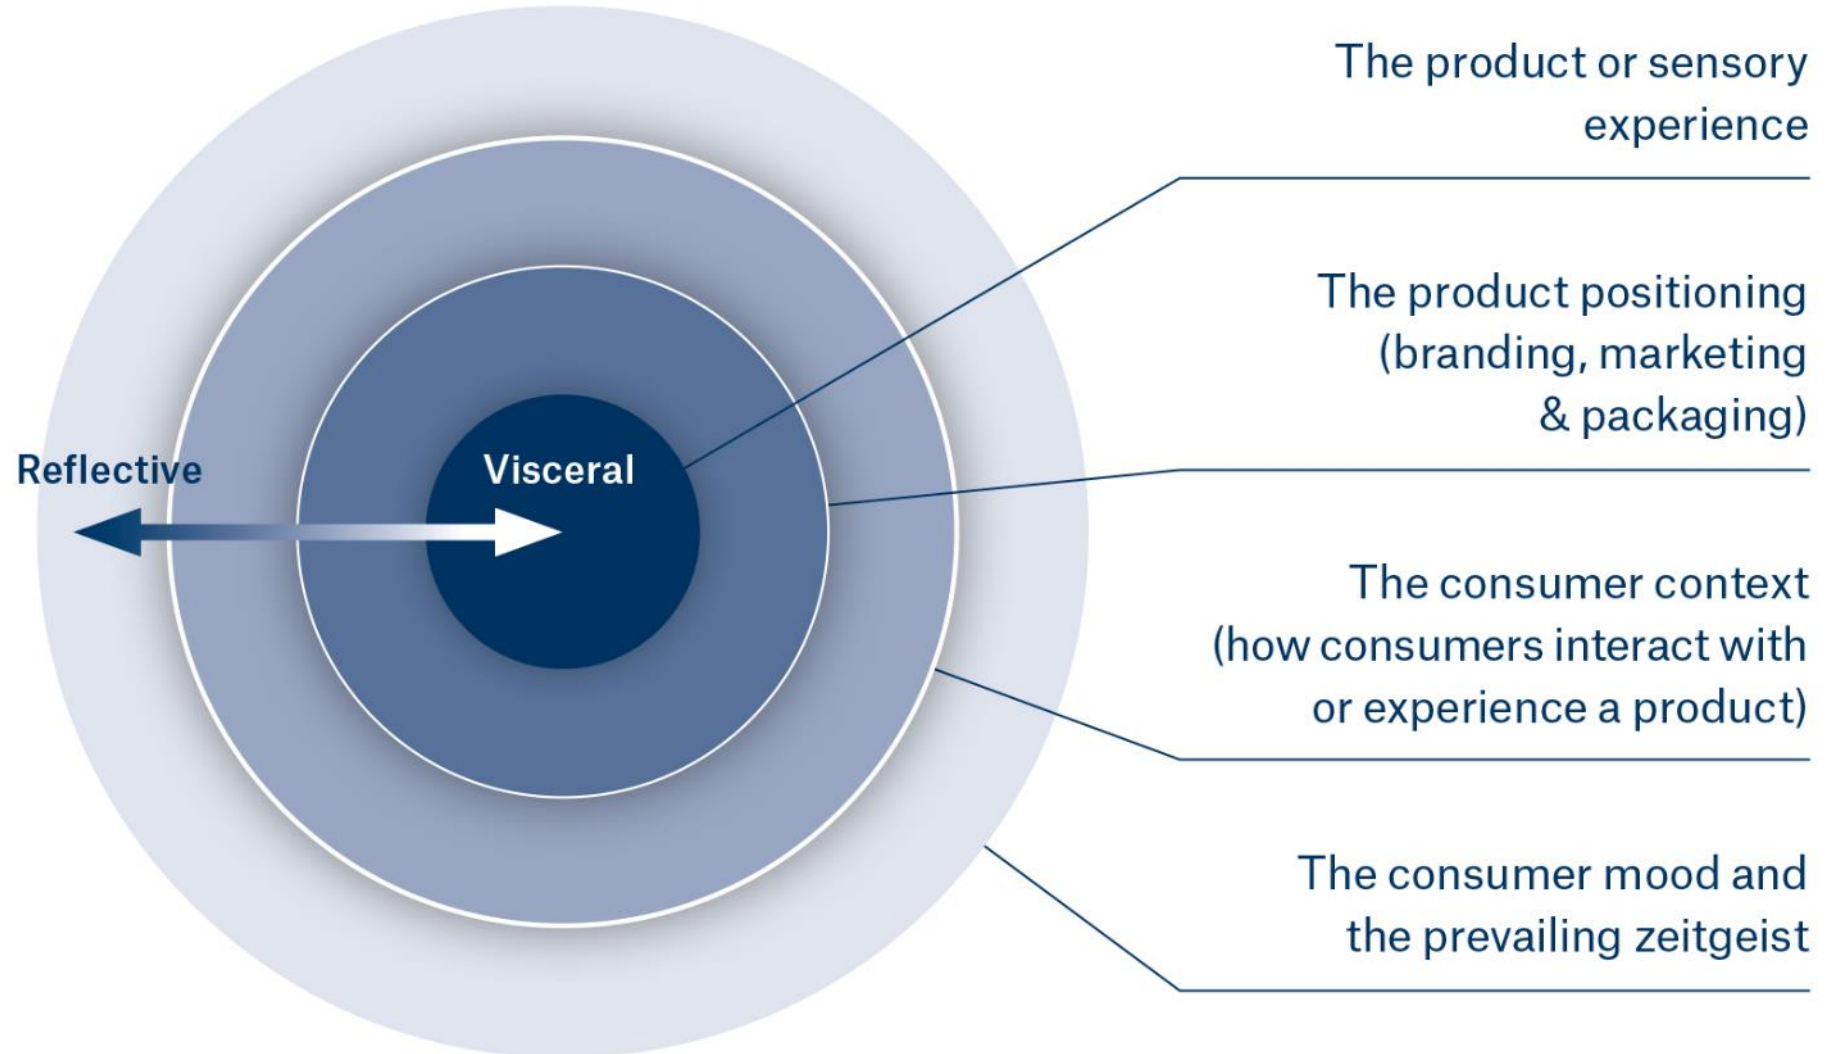 The product or sensory
experience
The product positioning
(branding, marketing
& packaging)
Reflective
Visceral
The consumer context
(how consumers interact with
or experience a product)
The consumer mood and
the prevailing zeitgeist